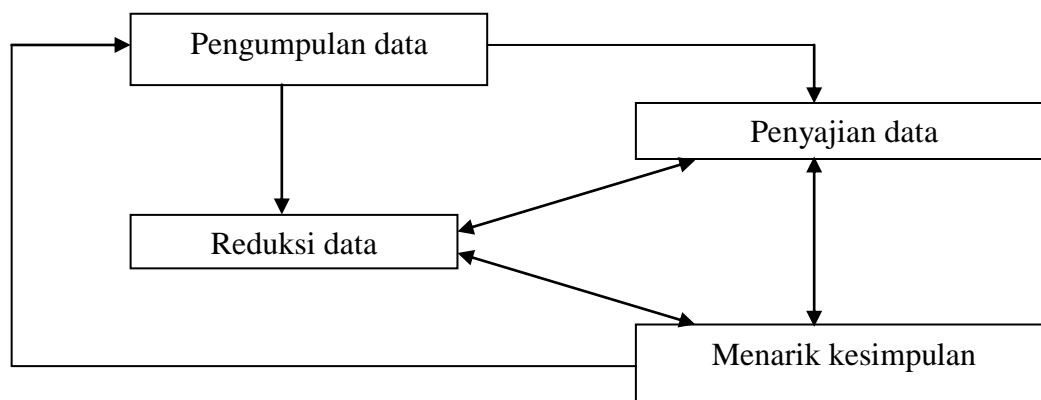 Pengumpulan data
Penyajian data
Reduksi data
Menarik kesimpulan